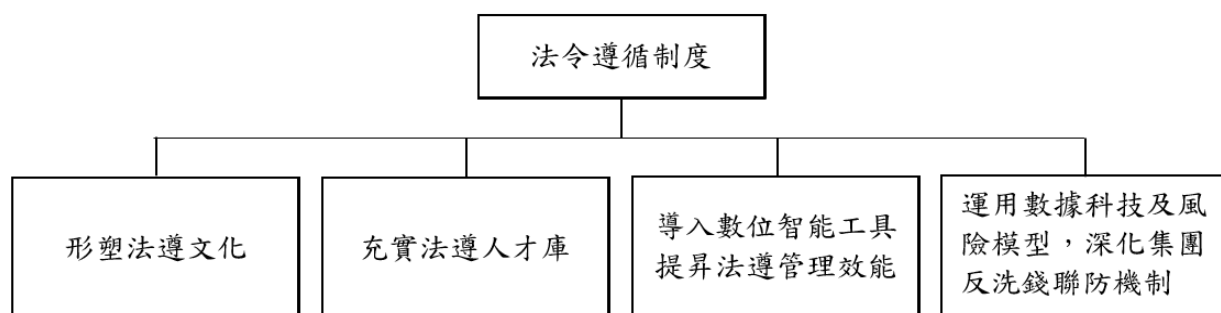 法令遵循制度
形塑法遵文化
充實法遵人才庫
導入數位智能工具
提昇法遵管理效能
運用數據科技及風
險模型，深化集團
反洗錢聯防機制